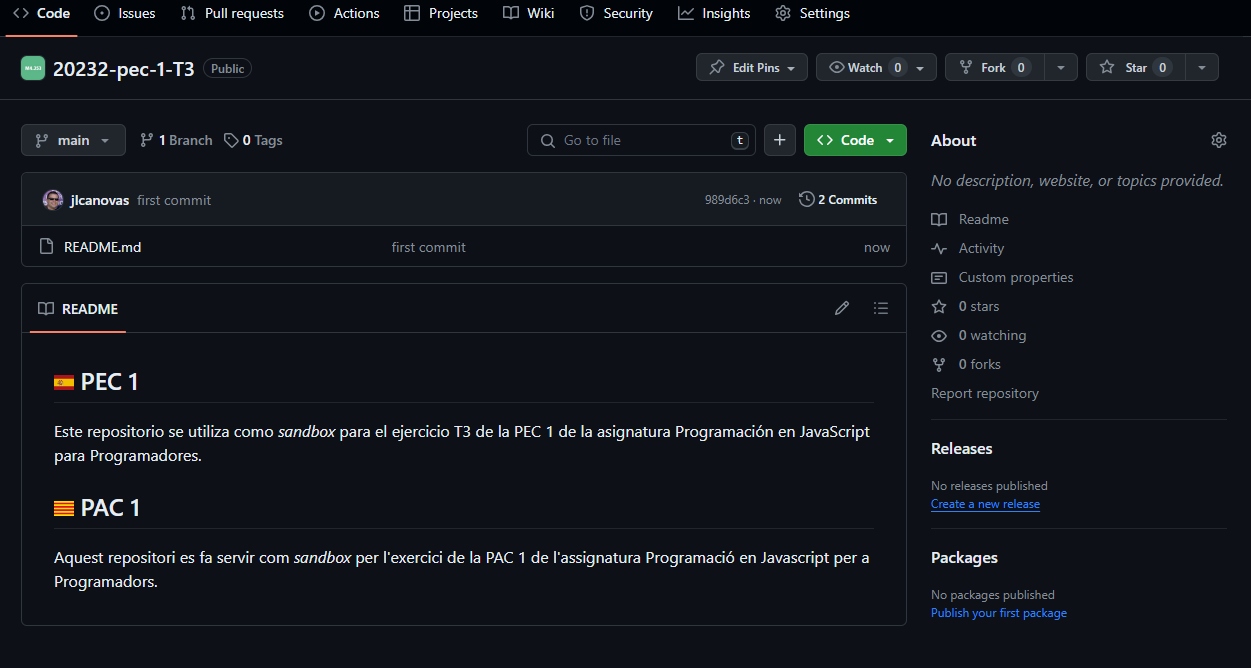 Code Issues Pull requests Actions Projects Wiki Security Insights Settings
20232-pec-1-T3 Public Edit Pins Watch 0 Fork 0 Star 0
main 1 Branch 0 Tags Go to file t Code
jlcanovas first commit 989d6c3 · now 2 Commits
README.md first commit now
README
PEC 1
Este repositorio se utiliza como sandbox para el ejercicio T3 de la PEC 1 de la asignatura Programación en JavaScript
para Programadores.
PAC 1
Aquest repositori es fa servir com sandbox per l'exercici de la PAC 1 de l'assignatura Programació en Javascript per a
Programadors.
About
No description, website, or topics provided.
Readme
Activity
Custom properties
0 stars
0 watching
0 forks
Report repository
Releases
No releases published
Create a new release
Packages
No packages published
Publish your first package